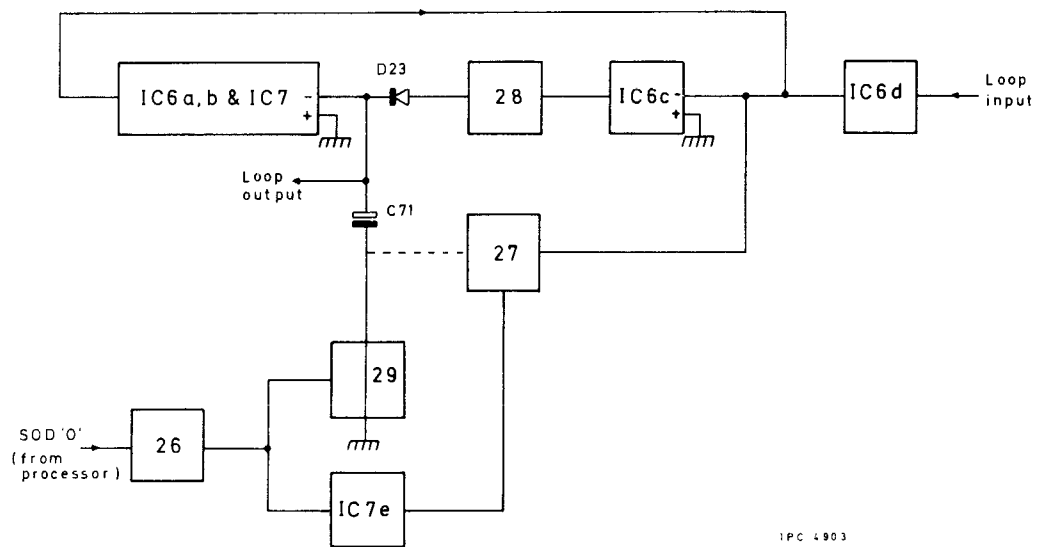 D23
IC6a,b & IC7
-
+
28
IC6c
-
+
IC6d
Loop
input
Loop
output
C71
27
29
SOD 'O'
(from
processor)
26
IC7e
IPC 4903